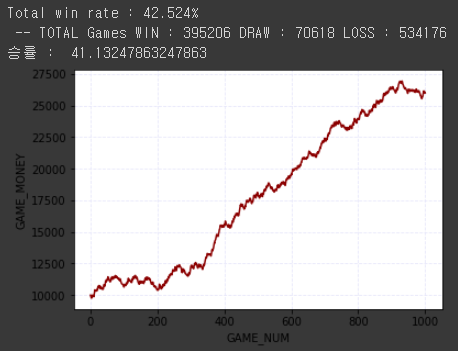 Total win rate : 42.524%
-- TOTAL Games WIN : 395206 DRAW : 70618 LOSS : 534176
승률 : 41.13247863247863
27500
25000
22500
20000
17500
15000
12500
10000
GAME_MONEY
0 200 400 600 800 1000
GAME_NUM